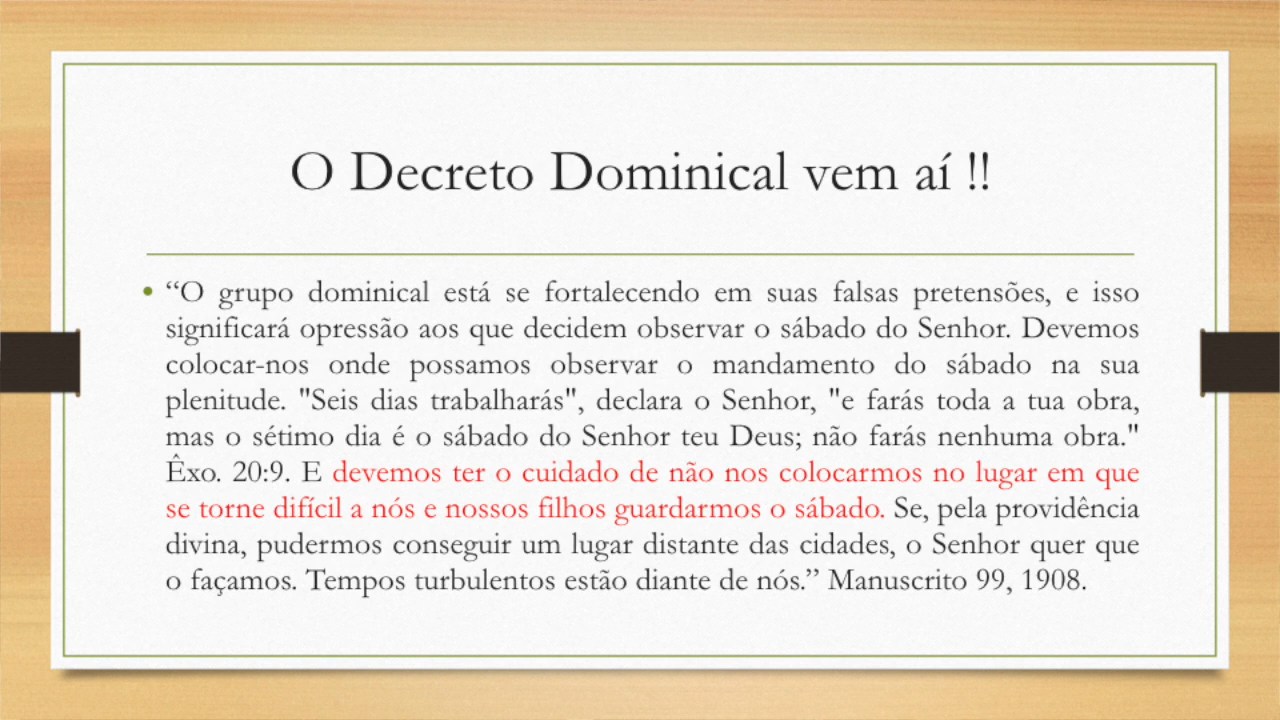 O Decreto Dominical vem aí !!
• “O grupo dominical está se fortalecendo em suas falsas pretensões, e isso
significará opressão aos que decidem observar o sábado do Senhor. Devemos
colocar-nos onde possamos observar o mandamento do sábado na sua
plenitude. "Seis dias trabalharás", declara o Senhor, "e farás toda a tua obra,
mas o sétimo dia é o sábado do Senhor teu Deus; não farás nenhuma obra."
Êxo. 20:9. E devemos ter o cuidado de não nos colocarmos no lugar em que
se torne difícil a nós e nossos filhos guardarmos o sábado. Se, pela providência
divina, pudermos conseguir um lugar distante das cidades, o Senhor quer que
o façamos. Tempos turbulentos estão diante de nós.” Manuscrito 99, 1908.